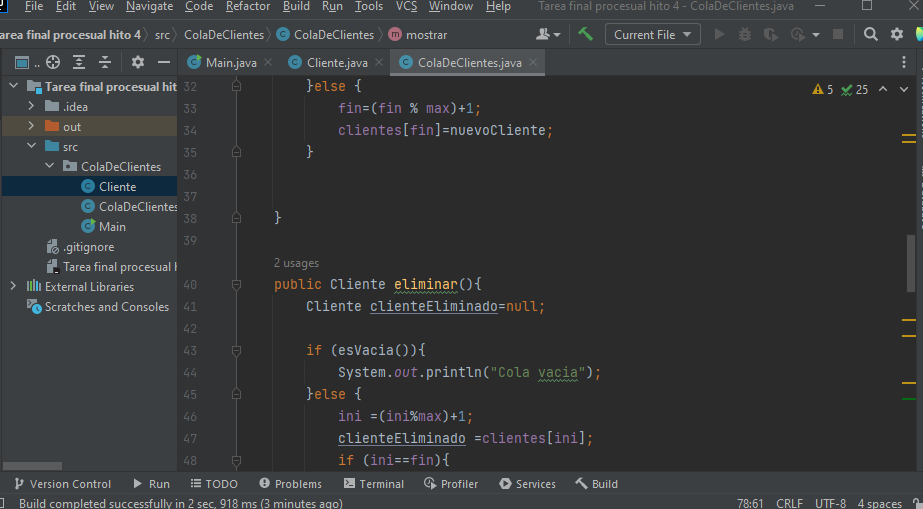 File Edit View Navigate Code Refactor Build Run Tools VCS Window Help Tarea final procesual hito 4 - ColaDeClientes.java
area final procesual hito 4 src ColaDeClientes ColaDeClientes mostrar Current File
Main.java Cliente.java ColaDeClientes.java
Tarea final procesual hit
.idea
out
src
ColaDeClientes
Cliente
ColaDeClientes
Main
.gitignore
Tarea final procesual
External Libraries
Scratches and Consoles
5 25
32 }else {
33 fin=(fin % max)+1;
34 clientes[fin]=nuevoCliente;
35 }
36
37
38 }
39
2 usages
40 public Cliente eliminar(){
41 Cliente clienteEliminado=null;
42
43 if (esVacia()){
44 System.out.println("Cola vacia");
45 }else {
46 ini =(ini%max)+1;
47 clienteEliminado =clientes[ini];
48 if (ini==fin){
Version Control Run TODO Problems Terminal Profiler Services Build
Build completed successfully in 2 sec, 918 ms (3 minutes ago) 78:61 CRLF UTF-8 4 spaces